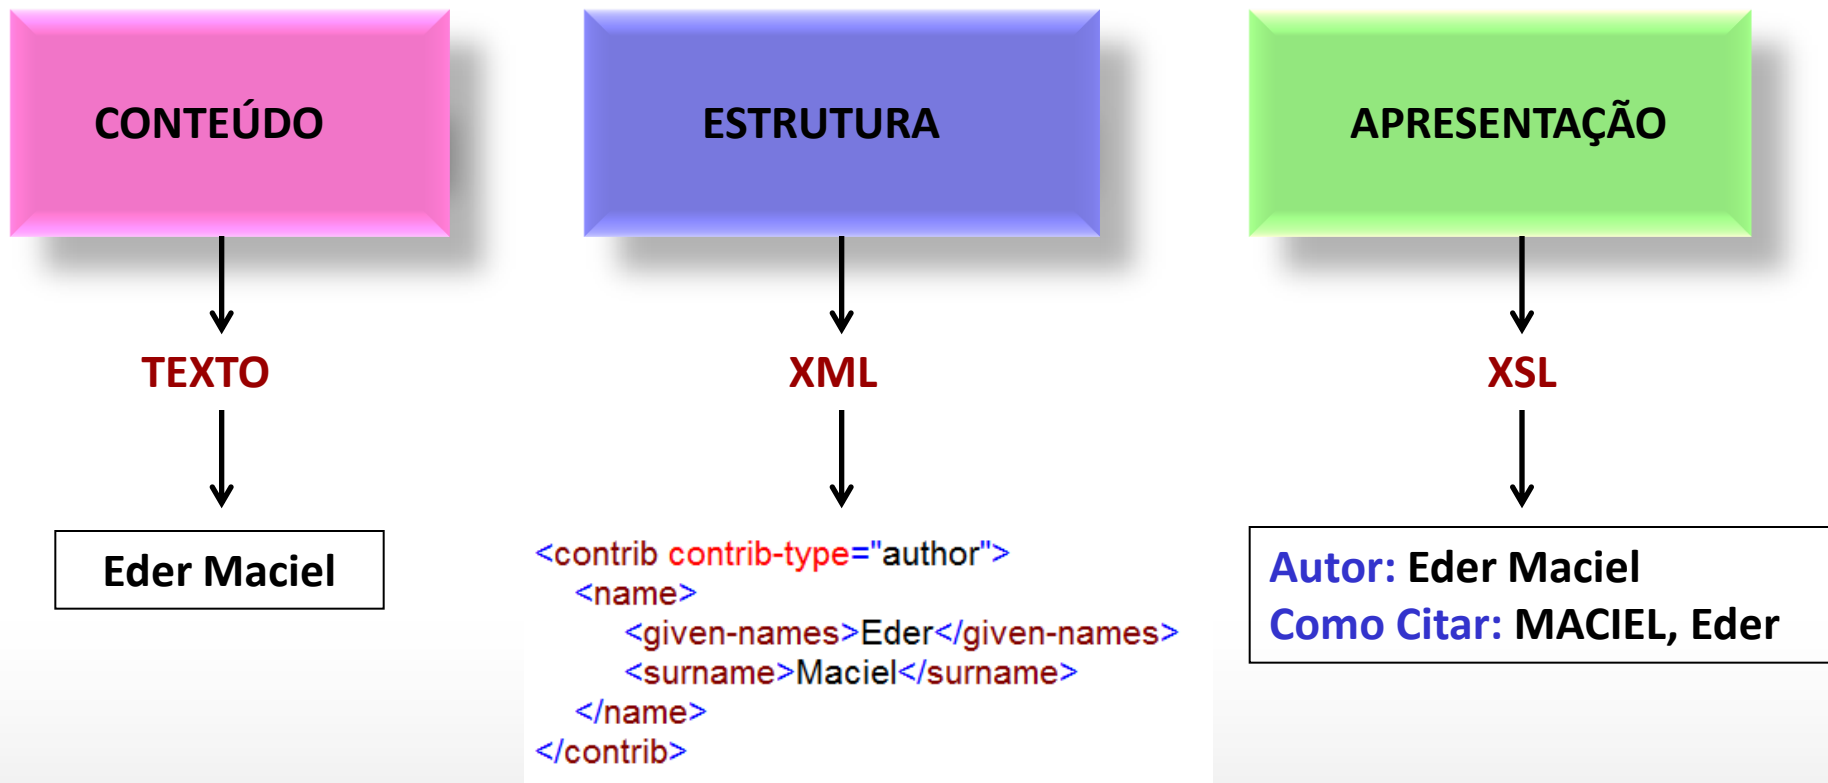 CONTEÚDO
ESTRUTURA
APRESENTAÇÃO
TEXTO
XML
XSL
Eder Maciel
<contrib contrib-type="author">
<name>
<given-names>Eder</given-names>
<surname>Maciel</surname>
</name>
</contrib>
Autor: Eder Maciel
Como Citar: MACIEL, Eder